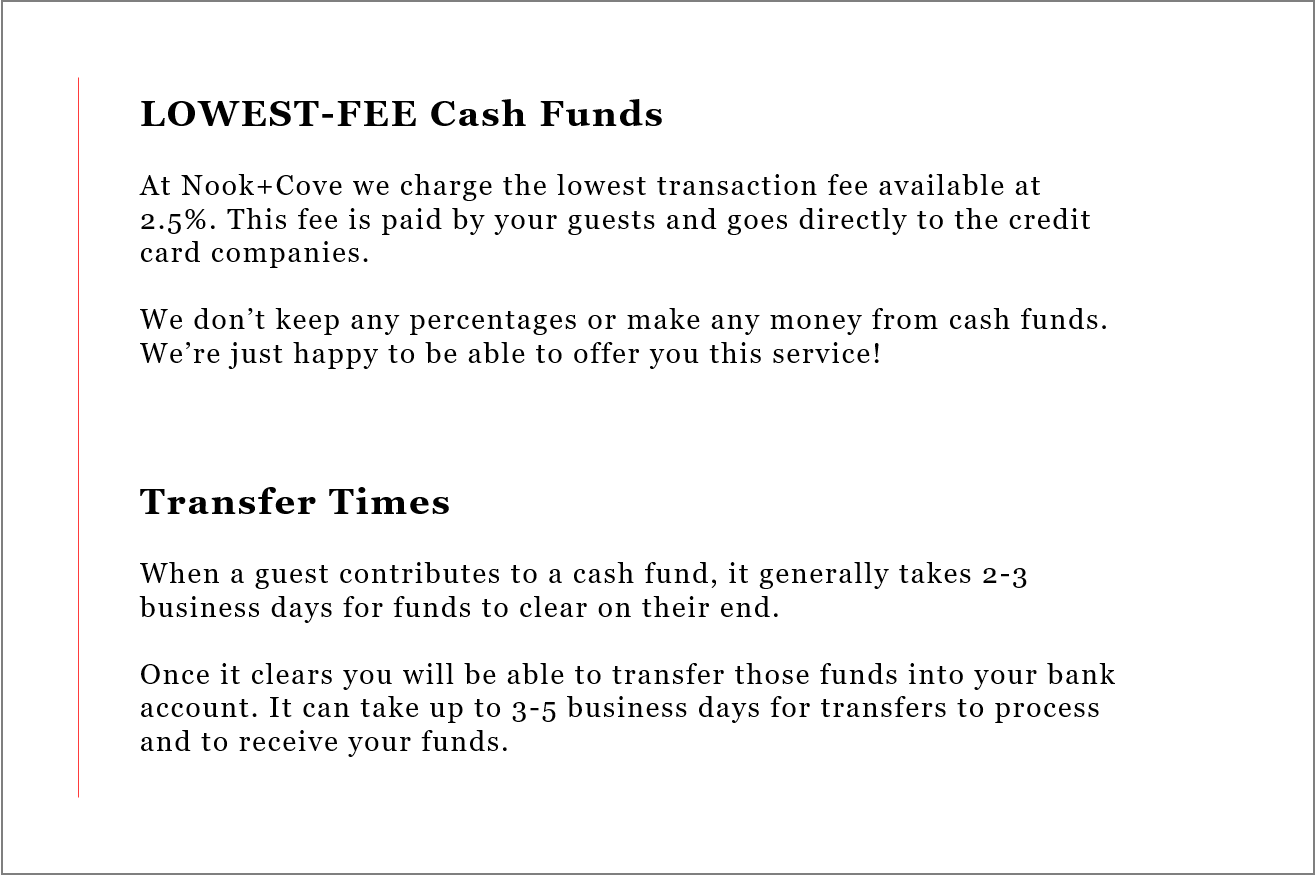 LOWEST-FEE Cash Funds
At Nook+Cove we charge the lowest transaction fee available at
2.5%. This fee is paid by your guests and goes directly to the credit
card companies.
We don’t keep any percentages or make any money from cash funds.
We’re just happy to be able to offer you this service!
Transfer Times
When a guest contributes to a cash fund, it generally takes 2-3
business days for funds to clear on their end.
Once it clears you will be able to transfer those funds into your bank
account. It can take up to 3-5 business days for transfers to process
and to receive your funds.